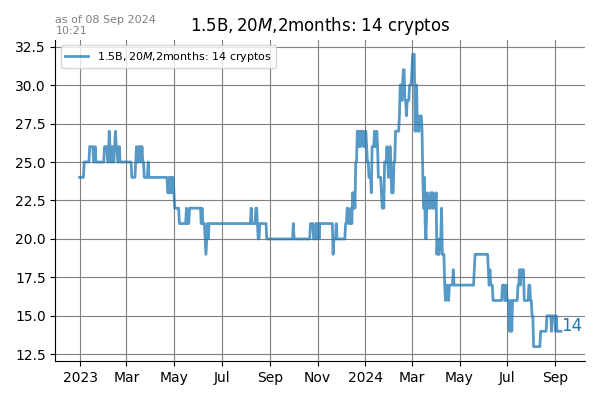 as of 08 Sep 2024
10:21
1.5B, 20M,2months: 14 cryptos
1.5B, 20M,2months: 14 cryptos
32.5
30.0
27.5
25.0
22.5
20.0
17.5
15.0
12.5
14
2023 Mar May Jul Sep Nov 2024 Mar May Jul Sep